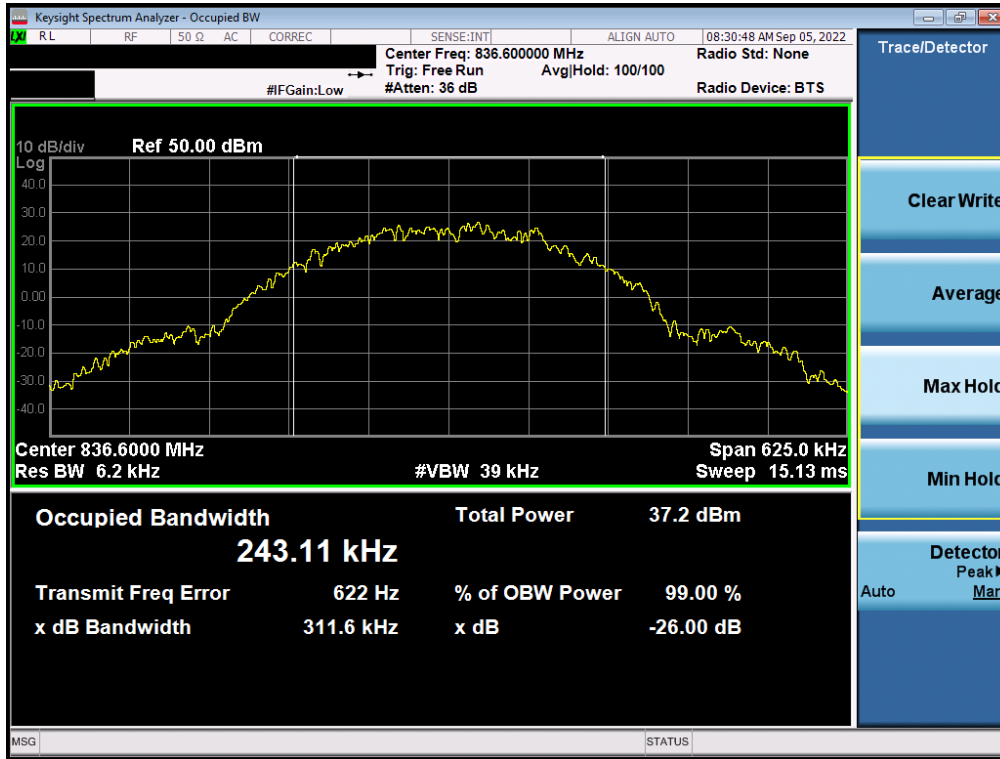 Keysight Spectrum Analyzer - Occupied BW
LXI RL RF 50 Ω AC CORREC SENSE:INT ALIGN AUTO 08:30:48 AM Sep 05, 2022
Center Freq: 836.600000 MHz Radio Std: None
Trig: Free Run Avg|Hold: 100/100
#IFGain:Low #Atten: 36 dB Radio Device: BTS
Trace/Detector
10 dB/div Ref 50.00 dBm
Log
40.0
30.0
20.0
10.0
0.00
-10.0
-20.0
-30.0
-40.0
Center 836.6000 MHz Span 625.0 kHz
Res BW 6.2 kHz #VBW 39 kHz Sweep 15.13 ms
Occupied Bandwidth Total Power 37.2 dBm
243.11 kHz
Transmit Freq Error 622 Hz % of OBW Power 99.00 %
x dB Bandwidth 311.6 kHz x dB -26.00 dB
Clear Write
Average
Max Hold
Min Hold
Detector
Peak
Auto Man
MSG STATUS